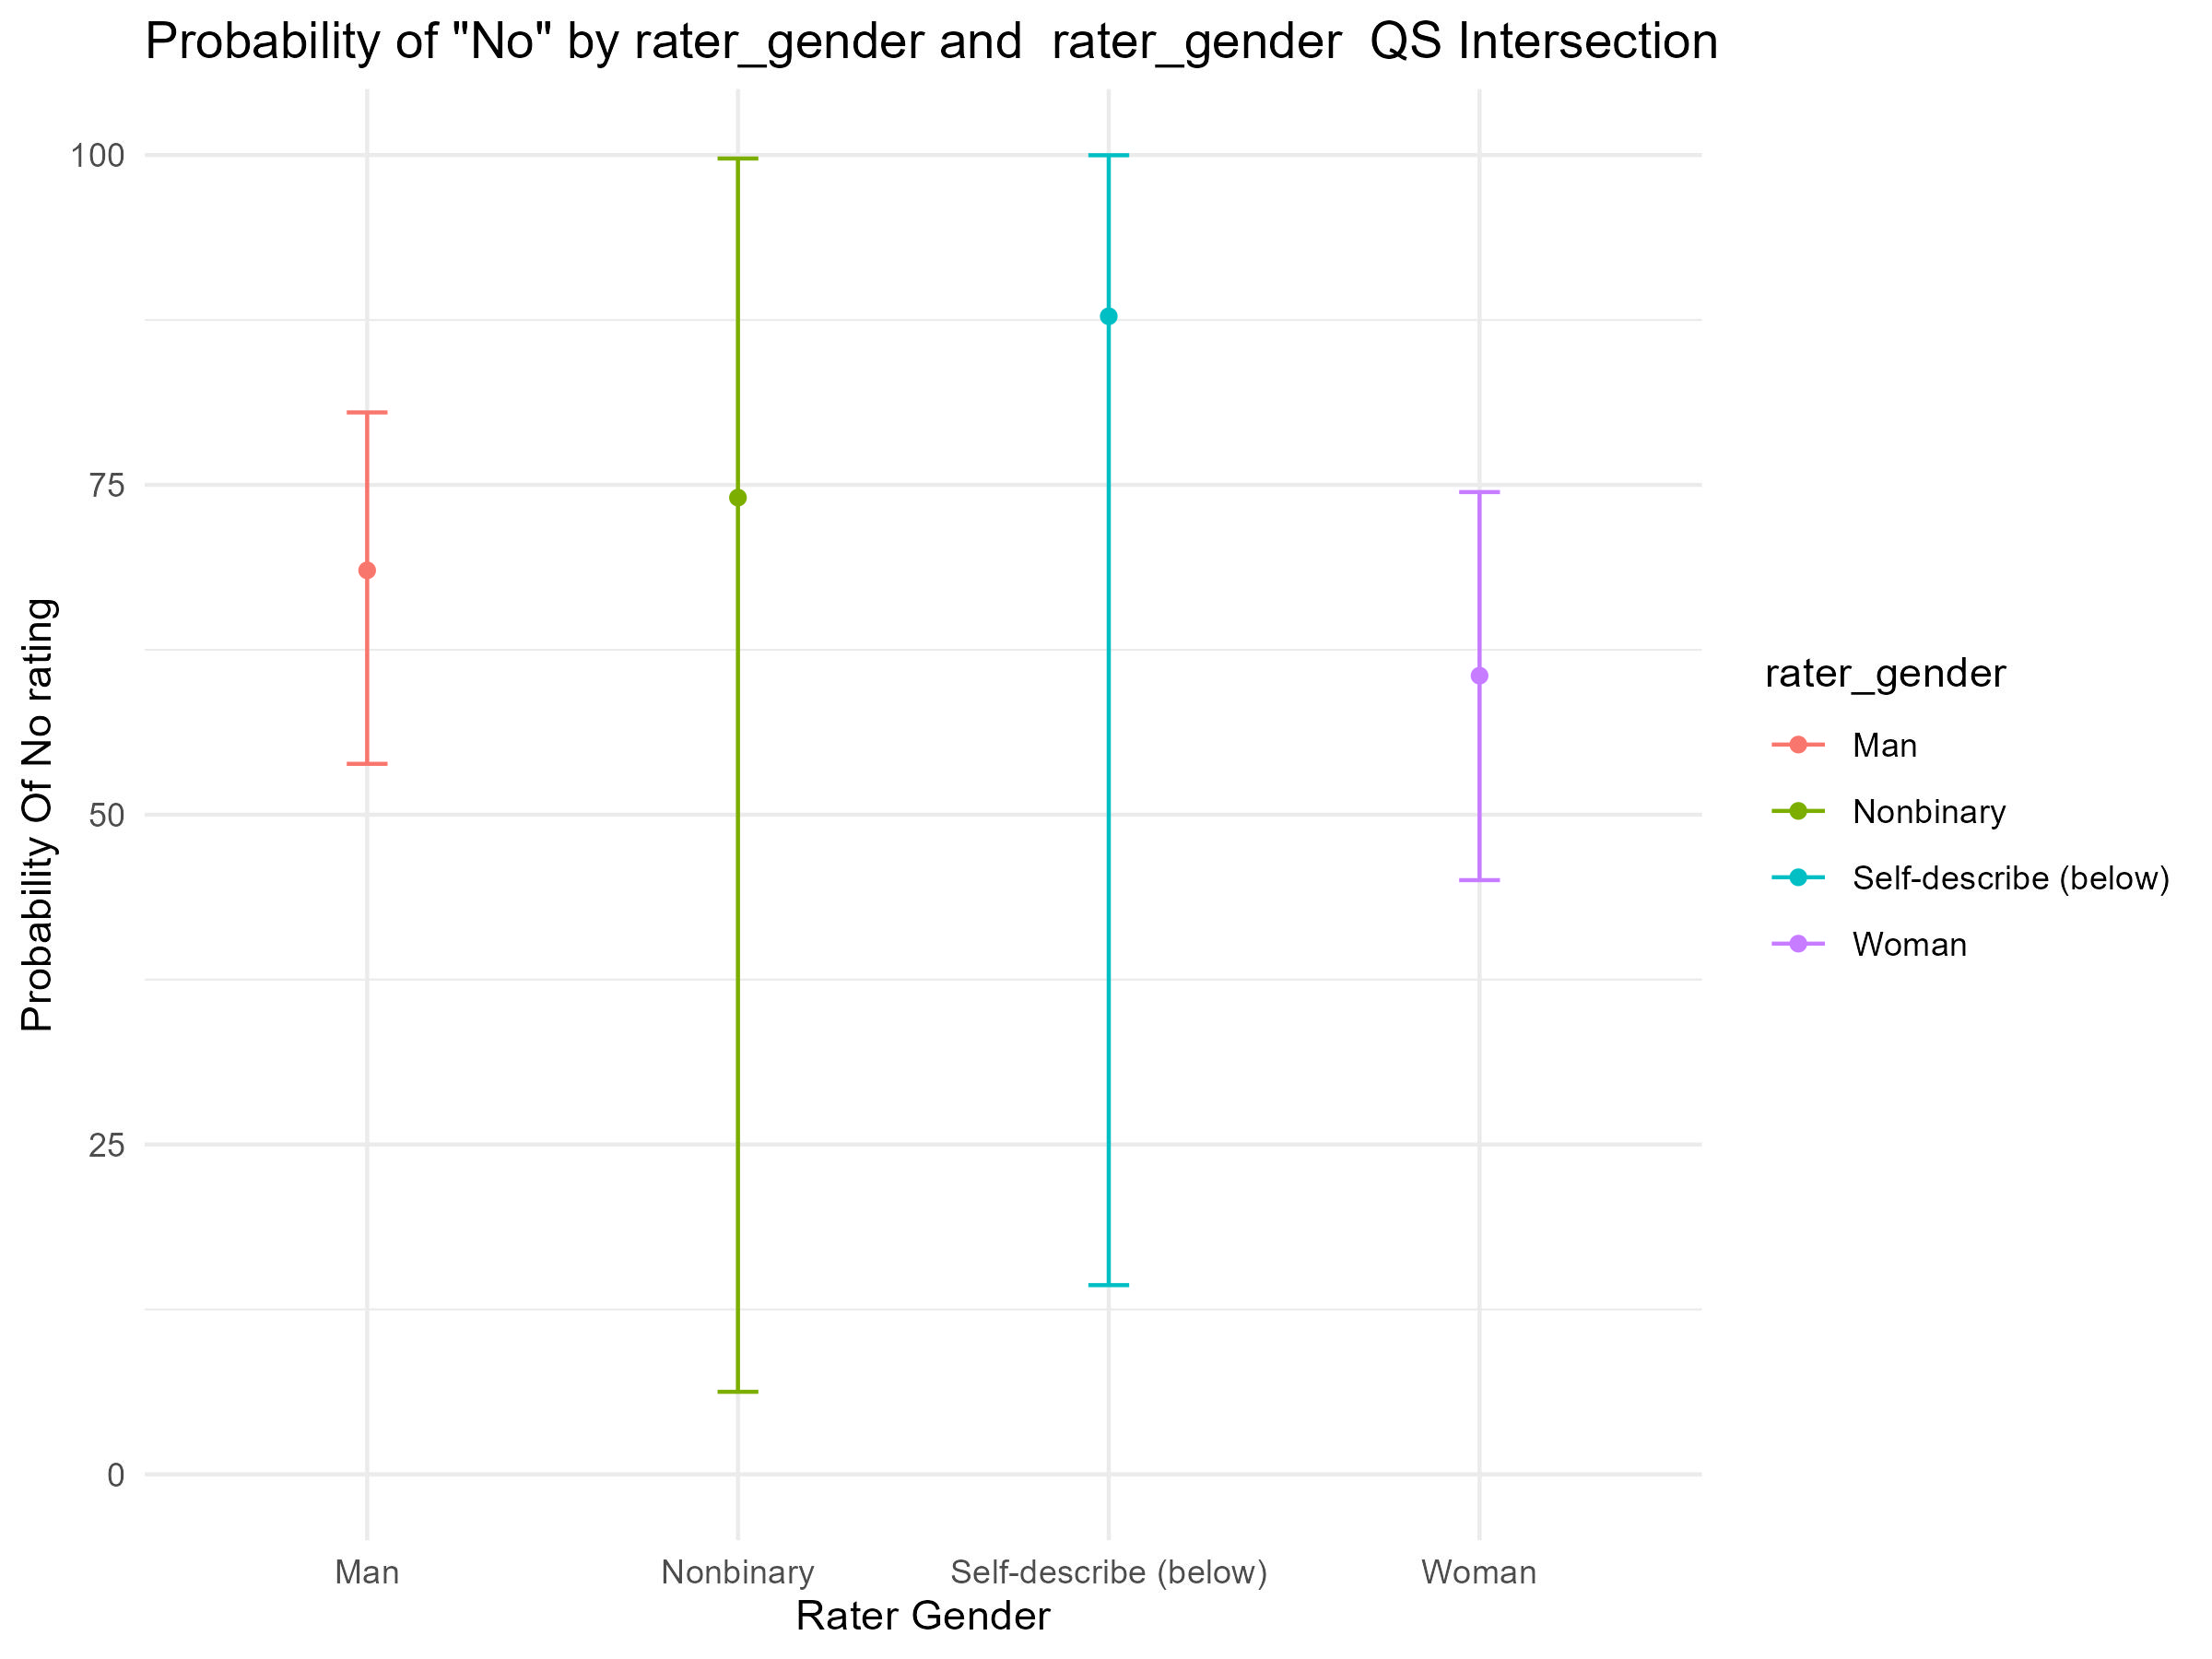 Probability of "No" by rater_gender and  rater_gender  QS Intersection
Probability Of No rating
100
75
50
25
0
Man
Nonbinary
Self-describe (below)
Woman
Rater Gender
rater_gender
Man
Nonbinary
Self-describe (below)
Woman